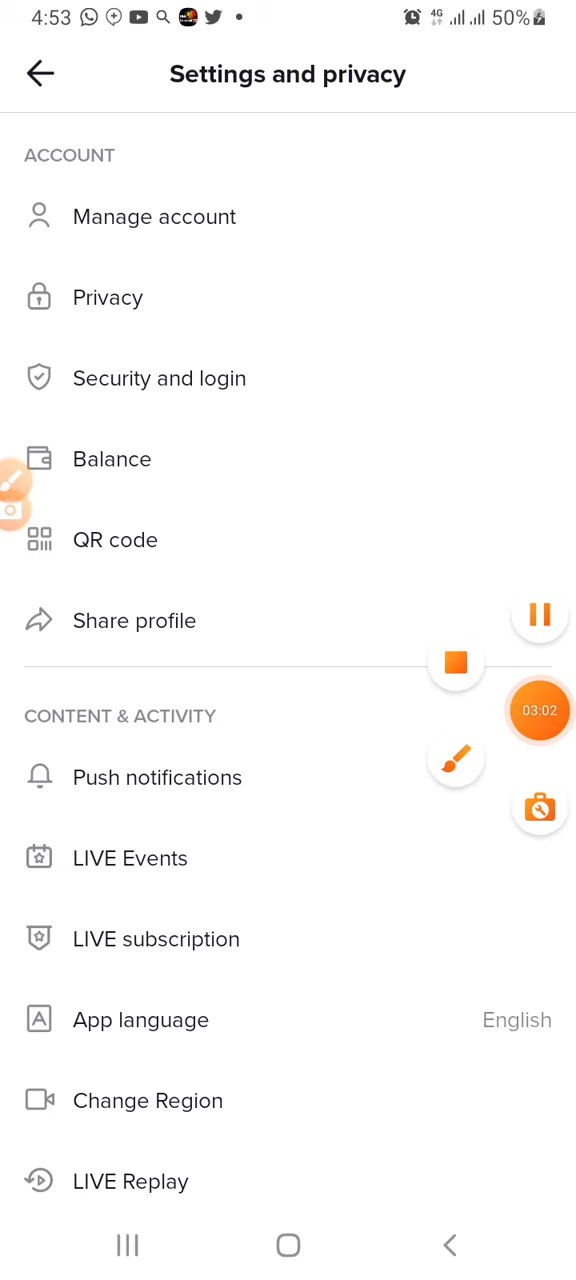 4:53 4G 50%
Settings and privacy
ACCOUNT
Manage account
Privacy
Security and login
Balance
QR code
Share profile
03:02
CONTENT & ACTIVITY
Push notifications
LIVE Events
LIVE subscription
App language English
Change Region
LIVE Replay